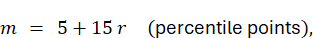 m = 5 + 15 r (percentile points),